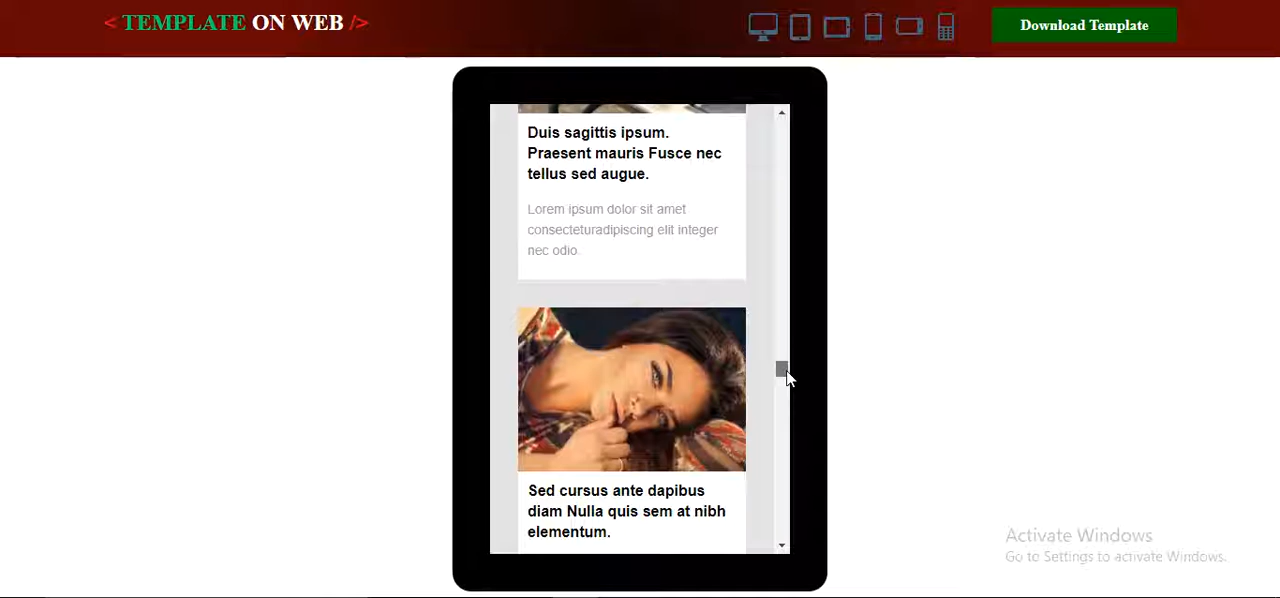 < TEMPLATE ON WEB />
Download Template
Duis sagittis ipsum.
Praesent mauris Fusce nec
tellus sed augue.
Lorem ipsum dolor sit amet
consecteturadipiscing elit integer
nec odio.
Sed cursus ante dapibus
diam Nulla quis sem at nibh
elementum.
Activate Windows
Go to Settings to activate Windows.